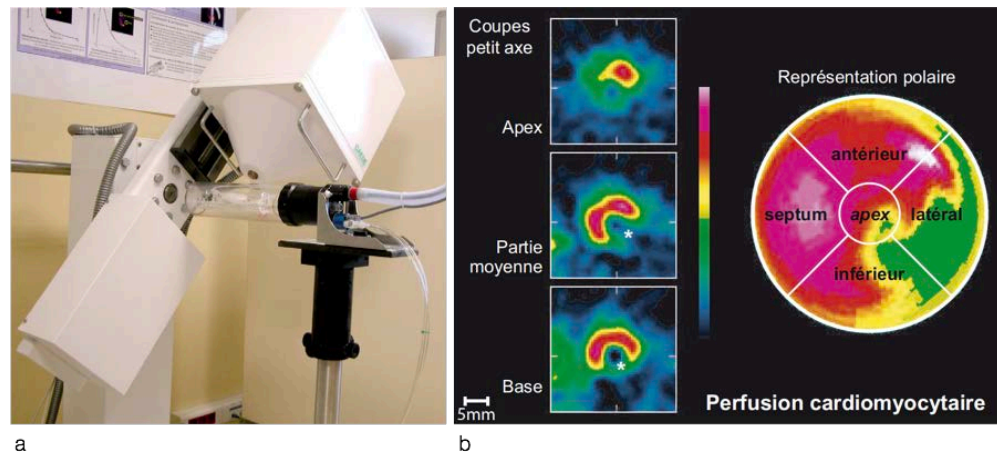 Coupes
petit axe
Apex
Partie
moyenne
*
Base
*
5mm
Représentation polaire
antérieur
septum
apex
latéral
inférieur
Perfusion cardiomyocytaire
a
b